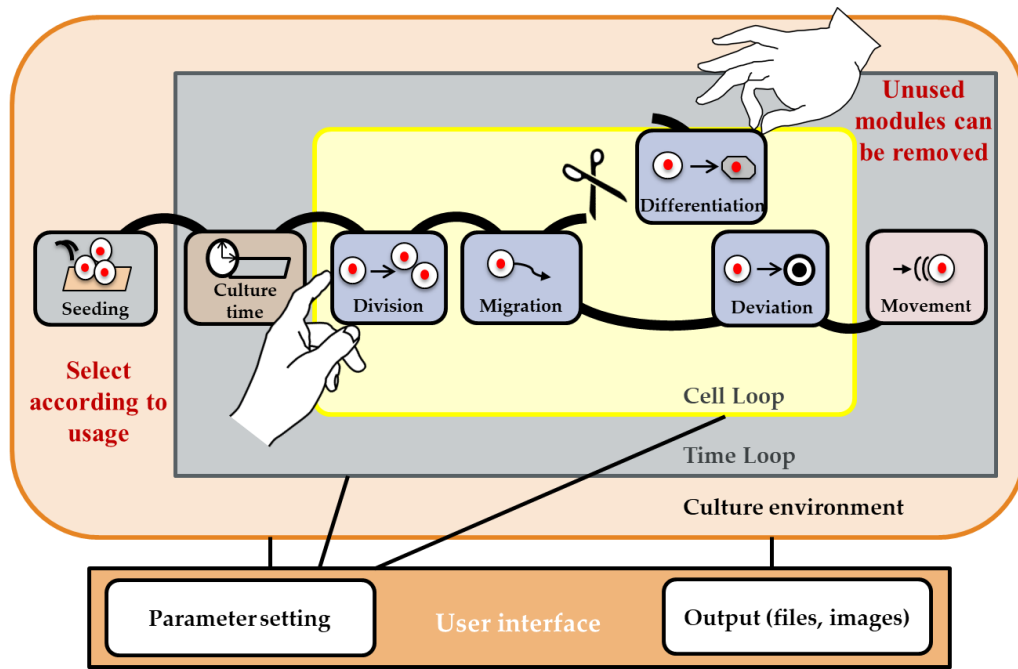 Unused
modules can
be removed
Differentiation
Seeding
Culture
time
Division
Migration
Deviation
Movement
Select
according to
usage
Cell Loop
Time Loop
Culture environment
Parameter setting
User interface
Output (files, images)